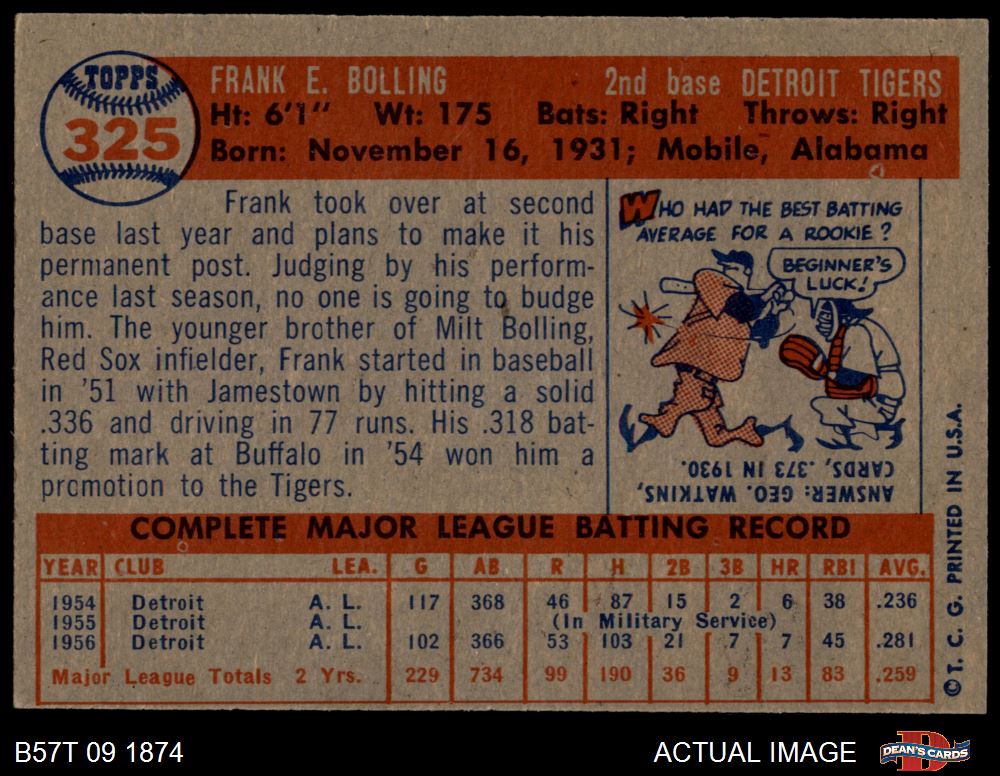 TOPPS
325
FRANK E. BOLLING 2nd base DETROIT TIGERS
Ht: 6'1" Wt: 175 Bats: Right Throws: Right
Born: November 16, 1931; Mobile, Alabama
Frank took over at second
base last year and plans to make it his
permanent post. Judging by his perform-
ance last season, no one is going to budge
him. The younger brother of Milt Bolling,
Red Sox infielder, Frank started in baseball
in '51 with Jamestown by hitting a solid
.336 and driving in 77 runs. His .318 bat-
ting mark at Buffalo in '54 won him a
promotion to the Tigers.
WHO HAD THE BEST BATTING
AVERAGE FOR A ROOKIE?
BEGINNER'S
LUCK!
ANSWER: GEO. WATKINS,
CARDS, .373 IN 1930.
COMPLETE MAJOR LEAGUE BATTING RECORD
YEAR CLUB LEA. G AB R H 2B 3B HR RBI AVG.
1954 Detroit A. L. 117 368 46 87 15 2 6 38 .236
1955 Detroit A. L. (In Military Service)
1956 Detroit A. L. 102 366 53 103 21 7 7 45 .281
Major League Totals 2 Yrs. 229 734 99 190 36 9 13 83 .259
© T. C. G. PRINTED IN U.S.A.
B57T 09 1874 ACTUAL IMAGE
D
DEAN'S CARDS